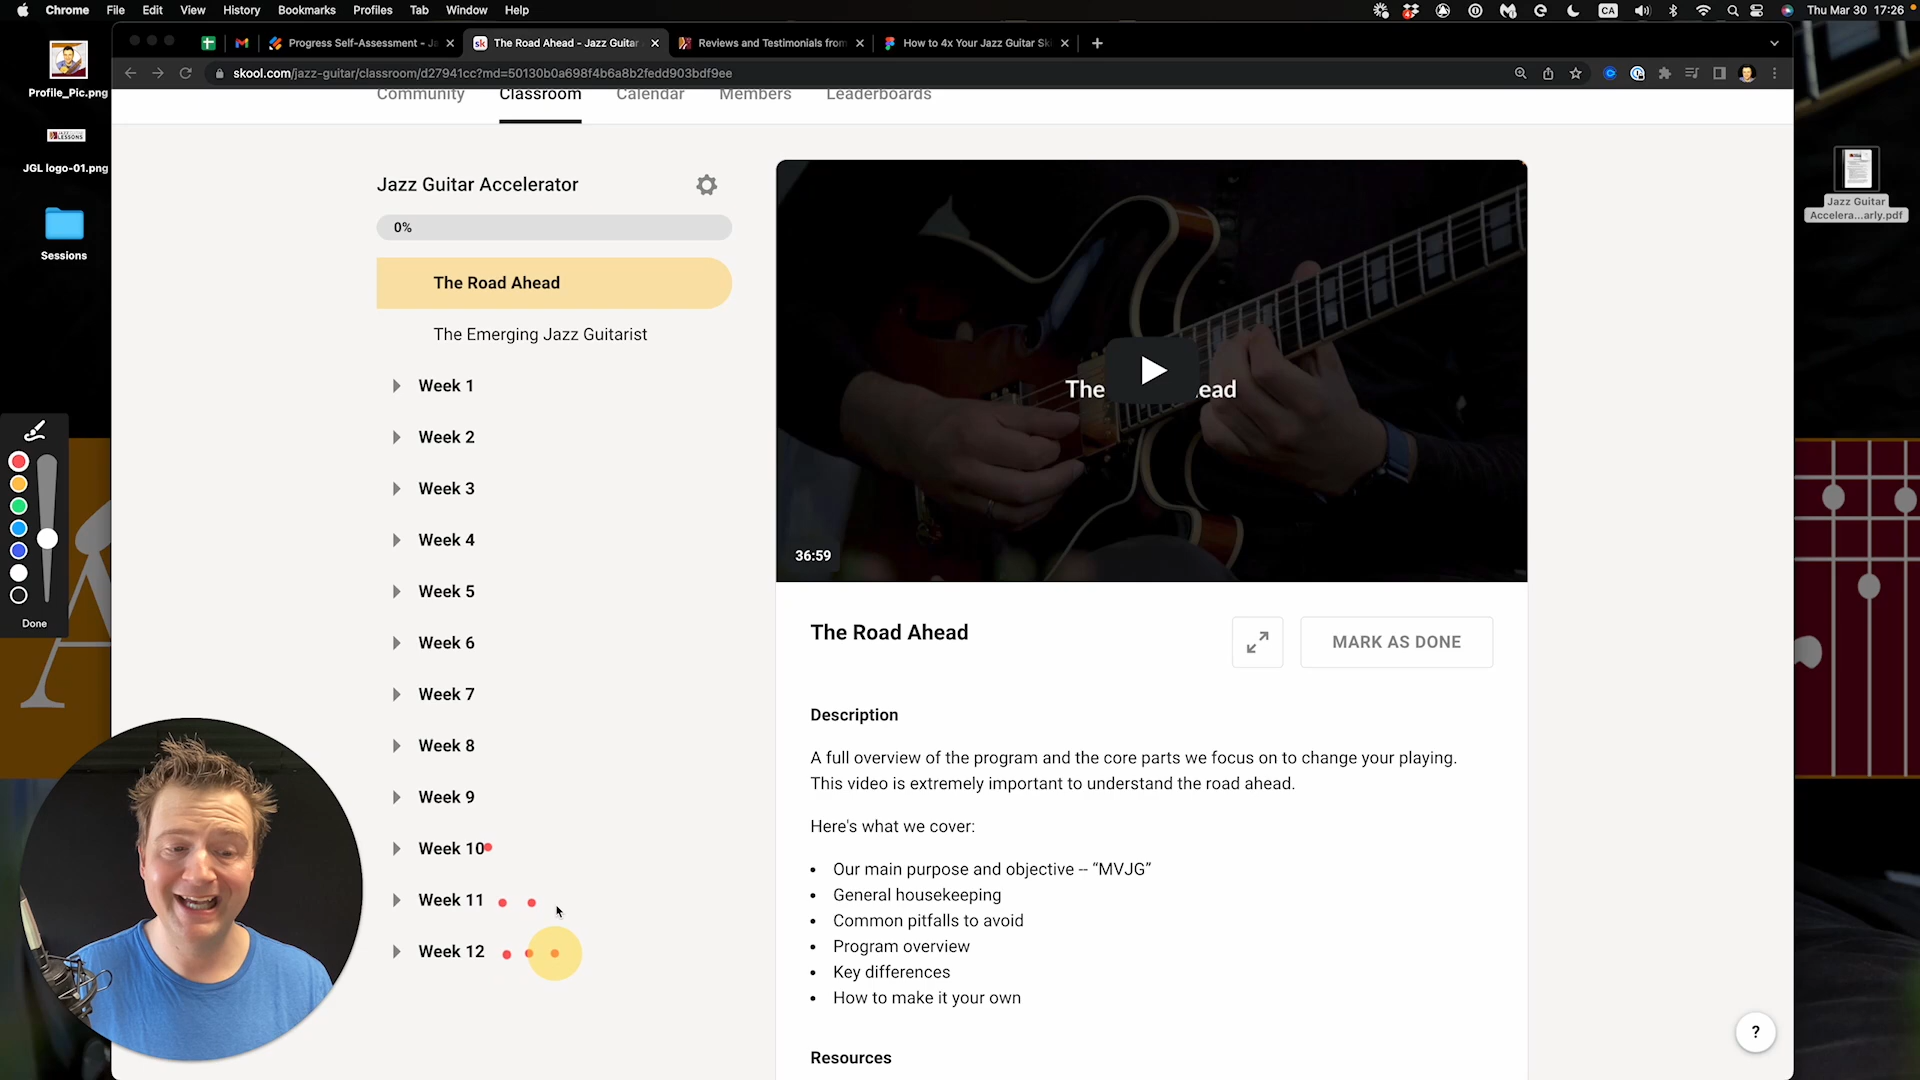 Chrome File Edit View History Bookmarks Profiles Tab Window Help
CA Thu Mar 30 17:26
Profile_Pic.png
JGL logo-01.png
Sessions
Progress Self-Assessment - Ja
The Road Ahead - Jazz Guitar
Reviews and Testimonials from
How to 4x Your Jazz Guitar Ski
skool.com/jazz-guitar/classroom/d27941cc?md=50130b0a698f4b6a8b2fedd903bdf9ee
Community Classroom Calendar Members Leaderboards
Jazz Guitar Accelerator
0%
The Road Ahead
The Emerging Jazz Guitarist
Week 1
Week 2
Week 3
Week 4
Week 5
Week 6
Week 7
Week 8
Week 9
Week 10
Week 11
Week 12
Done
The ead
36:59
The Road Ahead
MARK AS DONE
Description
A full overview of the program and the core parts we focus on to change your playing.
This video is extremely important to understand the road ahead.
Here's what we cover:
• Our main purpose and objective -- “MVJG”
• General housekeeping
• Common pitfalls to avoid
• Program overview
• Key differences
• How to make it your own
Resources
?
Jazz Guitar
Accelera...arly.pdf